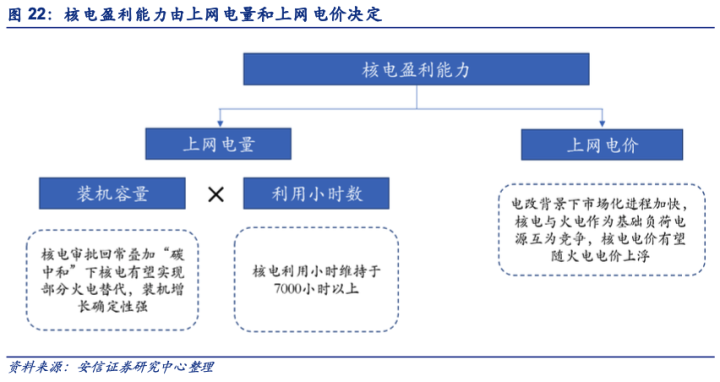 图 22：核电盈利能力由上网电量和上网电价决定
核电盈利能力
上网电量
上网电价
装机容量
×
利用小时数
核电审批回常叠加“碳
中和”下核电有望实现
部分火电替代，装机增
长确定性强
核电利用小时维持于
7000小时以上
电改背景下市场化进程加快，
核电与火电作为基础负荷电
源互为竞争，核电电价有望
随火电电价上浮
资料来源：安信证券研究中心整理